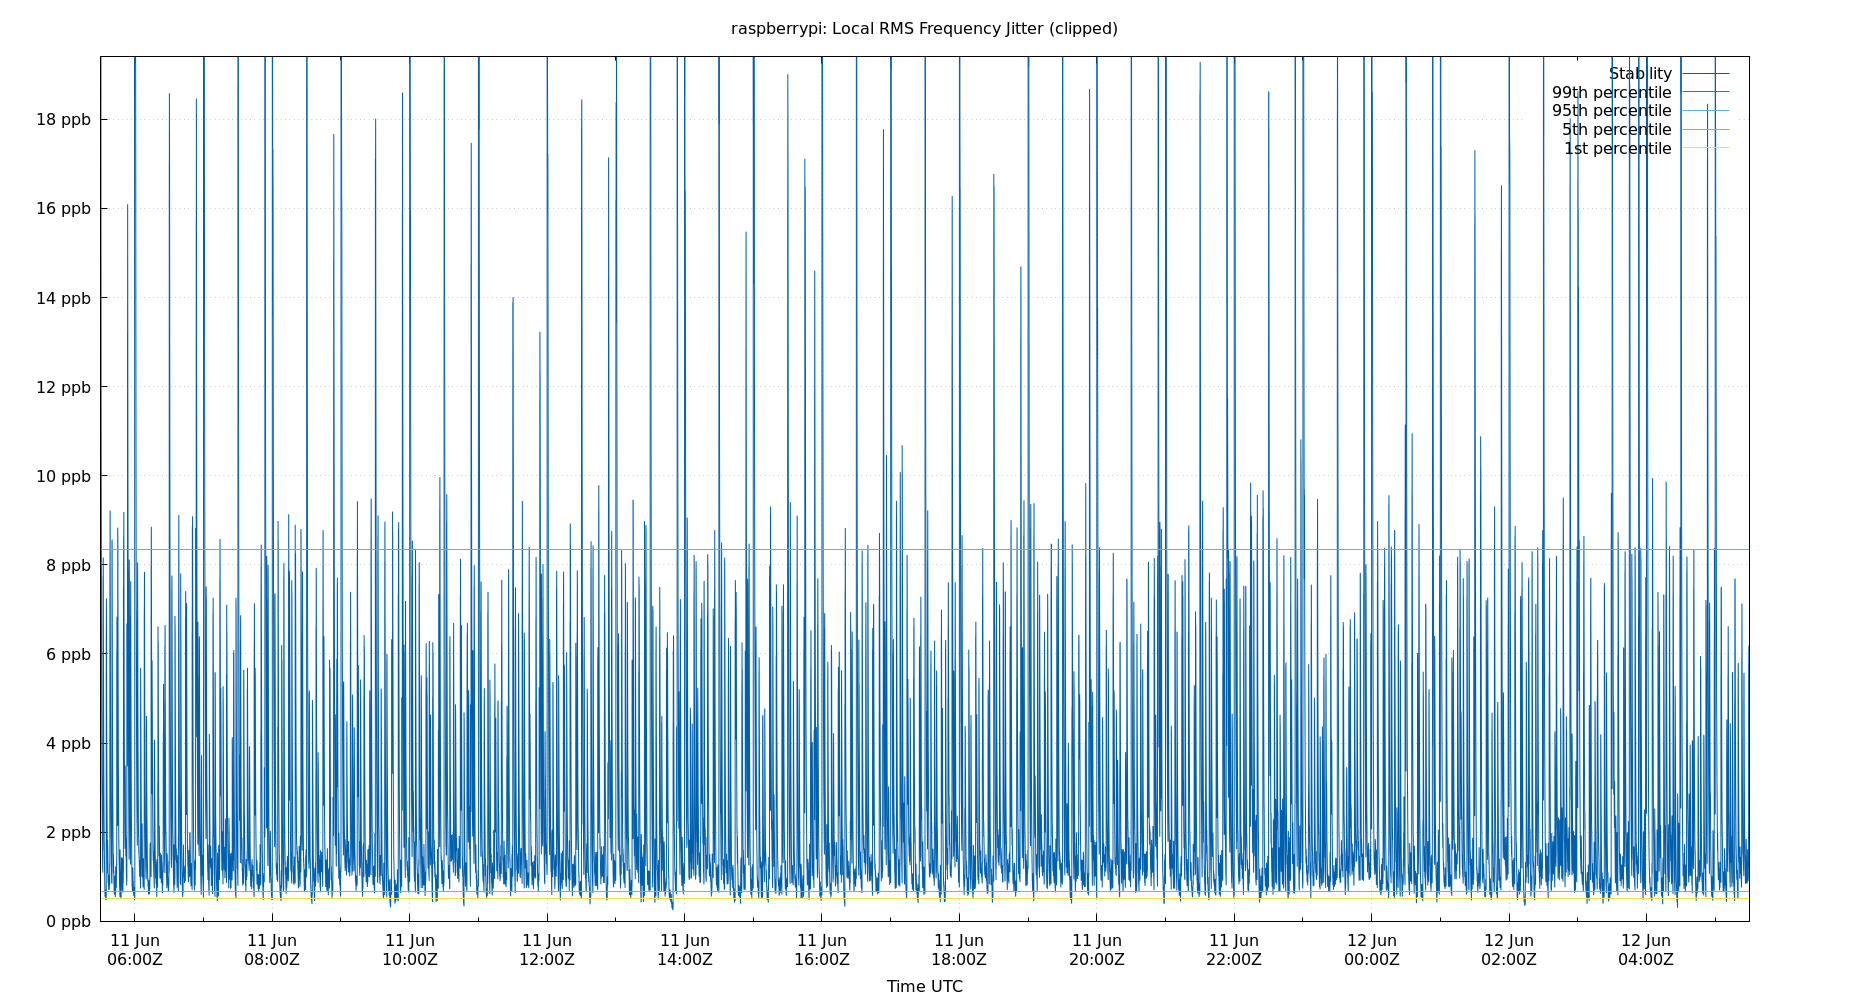 raspberrypi: Local RMS Frequency Jitter (clipped)
Stability
99th percentile
95th percentile
5th percentile
1st percentile
18 ppb
16 ppb
14 ppb
12 ppb
10 ppb
8 ppb
6 ppb
4 ppb
2 ppb
0 ppb
11 Jun 11 Jun 11 Jun 11 Jun 11 Jun 11 Jun 11 Jun 11 Jun 11 Jun 12 Jun 12 Jun 12 Jun
06:00Z 08:00Z 10:00Z 12:00Z 14:00Z 16:00Z 18:00Z 20:00Z 22:00Z 00:00Z 02:00Z 04:00Z
Time UTC